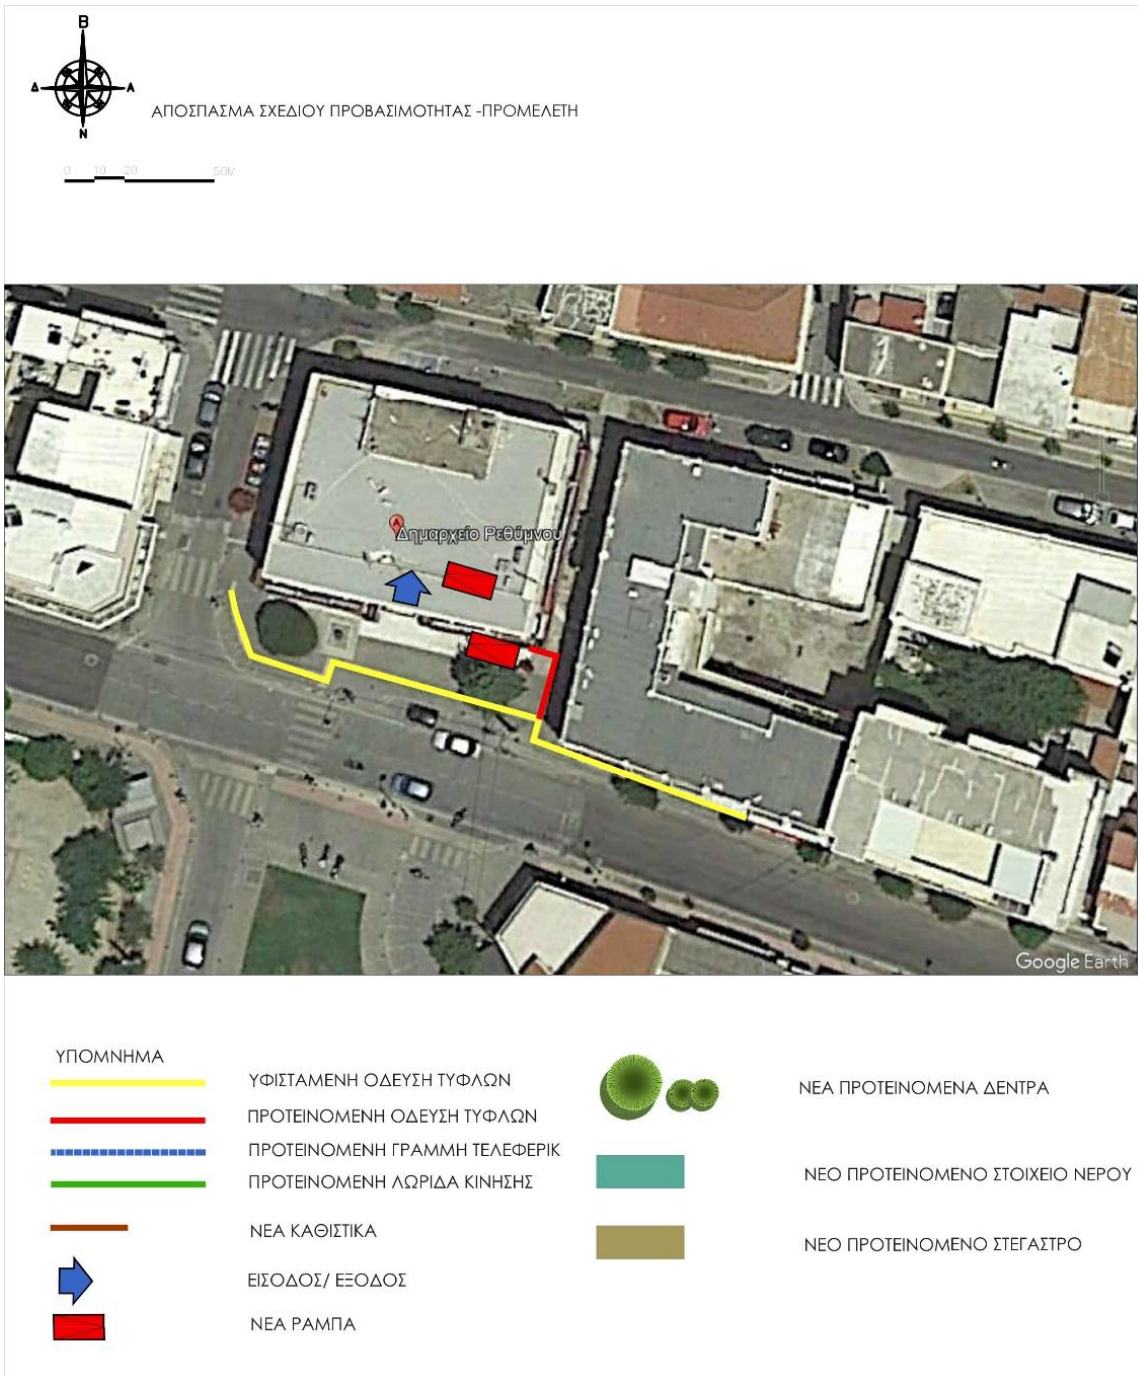 Β
Δ Α
Ν
ΑΠΟΣΠΑΣΜΑ ΣΧΕΔΙΟΥ ΠΡΟΒΑΣΙΜΟΤΗΤΑΣ -ΠΡΟΜΕΛΕΤΗ
0 10 20 50M
A
Δημαρχείο Ρεθύμνου
Google Earth
ΥΠΟΜΝΗΜΑ
ΥΦΙΣΤΑΜΕΝΗ ΟΔΕΥΣΗ ΤΥΦΛΩΝ
ΠΡΟΤΕΙΝΟΜΕΝΗ ΟΔΕΥΣΗ ΤΥΦΛΩΝ
ΠΡΟΤΕΙΝΟΜΕΝΗ ΓΡΑΜΜΗ ΤΕΛΕΦΕΡΙΚ
ΠΡΟΤΕΙΝΟΜΕΝΗ ΛΩΡΙΔΑ ΚΙΝΗΣΗΣ
ΝΕΑ ΚΑΘΙΣΤΙΚΑ
ΕΙΣΟΔΟΣ/ ΕΞΟΔΟΣ
ΝΕΑ ΡΑΜΠΑ
ΝΕΑ ΠΡΟΤΕΙΝΟΜΕΝΑ ΔΕΝΤΡΑ
ΝΕΟ ΠΡΟΤΕΙΝΟΜΕΝΟ ΣΤΟΙΧΕΙΟ ΝΕΡΟΥ
ΝΕΟ ΠΡΟΤΕΙΝΟΜΕΝΟ ΣΤΕΓΑΣΤΡΟ